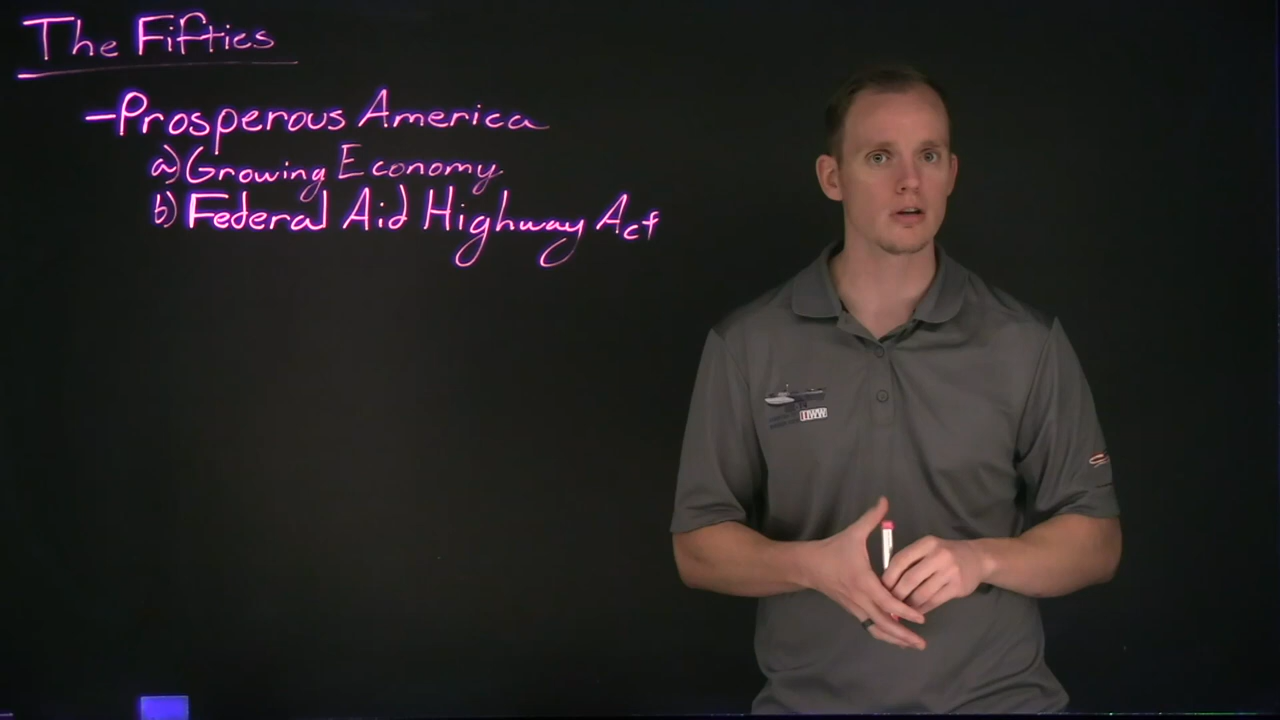 The Fifties
-Prosperous America
a) Growing Economy
b) Federal Aid Highway Act